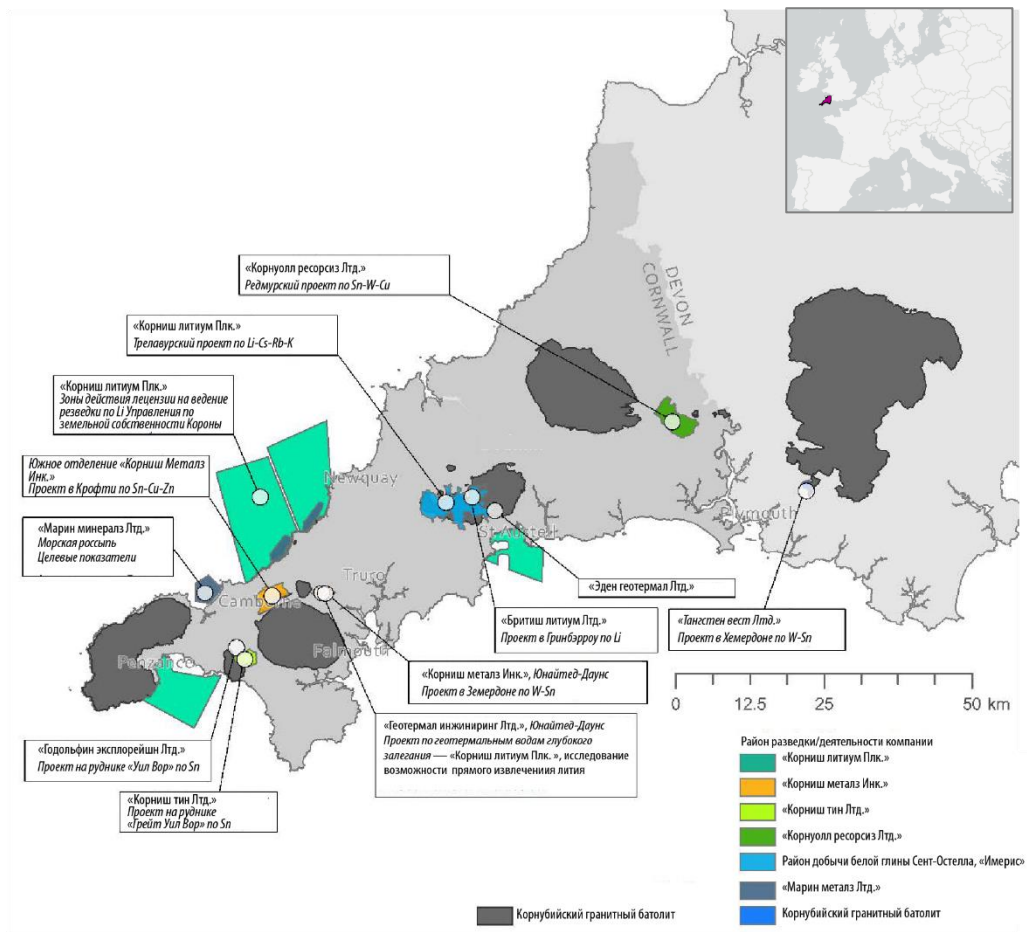 «Корнуолл ресорсиз Лтд.»
Редмурский проект по Sn-W-Cu
DEVON
CORNWALL
«Корниш литиум Плк.»
Трелавурский проект по Li-Cs-Rb-K
«Корниш литиум Плк.»
Зоны действия лецензии на ведение
резведки по Li Управления по
земельной собственности Короны
Южное отделение «Корниш Металз
Инк.»
Проект в Крофти по Sn-Cu-Zn
Newquay
«Марин минералз Лтд.»
Морская россыпь
Целевые показатели
St Austell
Plymouth
Truro
Camborne
Falmouth
Penzance
«Эден геотермал Лтд.»
«Бритиш литиум Лтд.»
Проект в Гринбэрроу по Li
«Тангстен вест Лтд.»
Проект в Хемердоне по W-Sn
«Корниш металз Инк.», Юнайтед-Даунс
Проект в Земердоне по W-Sn
0 12.5 25 50 km
«Геотермал инжиниринг Лтд.», Юнайтед-Даунс
Проект по геотермальным водам глубокого
залегания — «Корниш литиум Плк. », исследование
возможности прямого извлечениия лития
«Годольфин эксплорейшн Лтд.»
Проект на руднике «Уил Вор» по Sn
«Корниш тин Лтд.»
Проект на руднике
«Грейт Уил Вор» по Sn
Район разведки/деятельности компании
«Корниш литиум Плк.»
«Корниш металз Инк.»
«Корниш тин Лтд.»
«Корнуолл ресорсиз Лтд.»
Район добычи белой глины Сент-Остелла, «Имерис»
«Марин металз Лтд.»
Корнубийский гранитный батолит
Корнубийский гранитный батолит